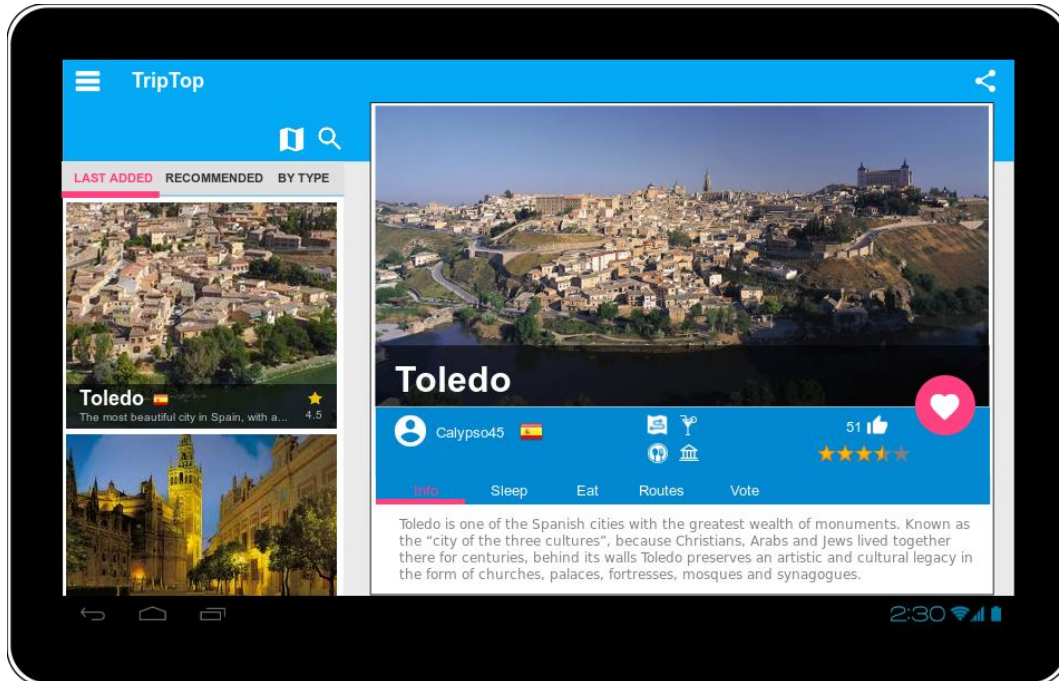 TripTop
LAST ADDED RECOMMENDED BY TYPE
Toledo
The most beautiful city in Spain, with a... 4.5
Toledo
Calypso45
51
Info Sleep Eat Routes Vote
Toledo is one of the Spanish cities with the greatest wealth of monuments. Known as
the “city of the three cultures”, because Christians, Arabs and Jews lived together
there for centuries, behind its walls Toledo preserves an artistic and cultural legacy in
the form of churches, palaces, fortresses, mosques and synagogues.
2:30